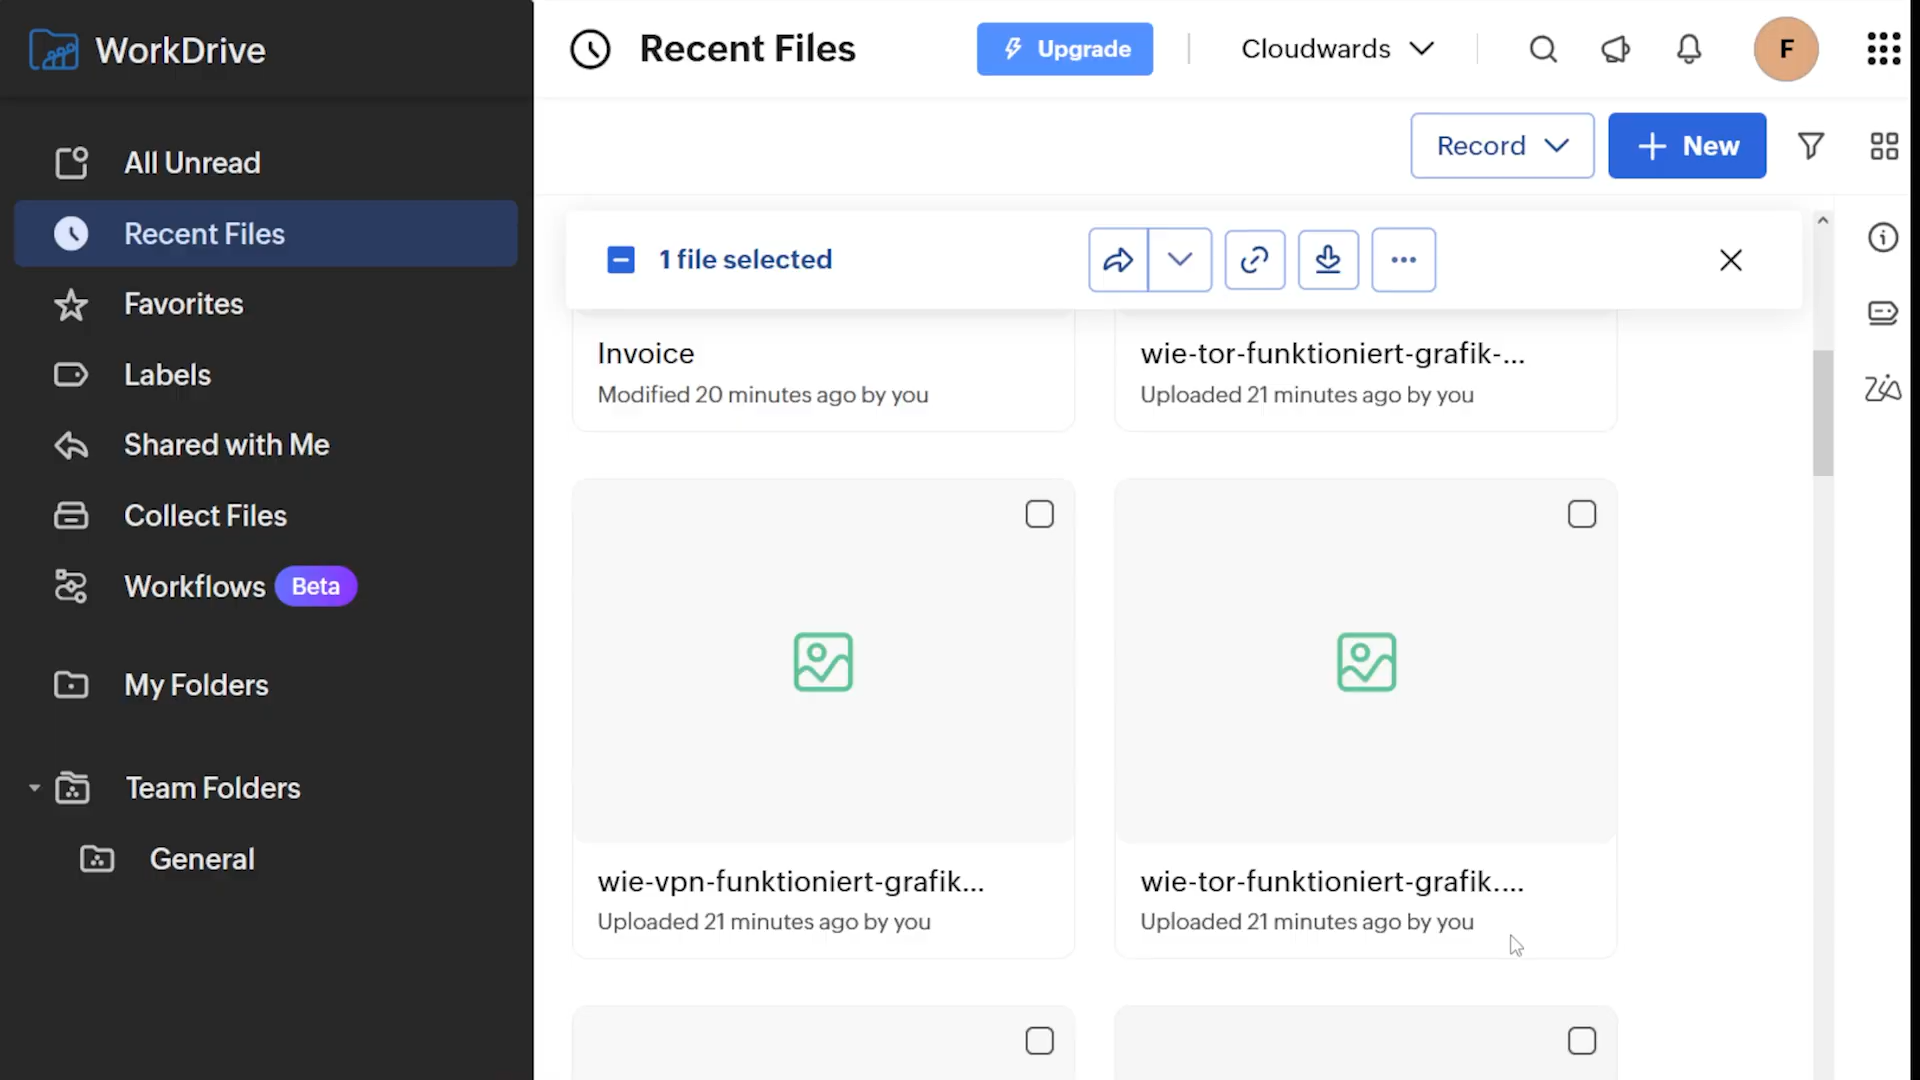 WorkDrive
Recent Files
Upgrade
Cloudwards
F
All Unread
Recent Files
Favorites
Labels
Shared with Me
Collect Files
Workflows Beta
My Folders
Team Folders
General
Record
New
1 file selected
Invoice
Modified 20 minutes ago by you
wie-tor-funktioniert-grafik-...
Uploaded 21 minutes ago by you
wie-vpn-funktioniert-grafik...
Uploaded 21 minutes ago by you
wie-tor-funktioniert-grafik....
Uploaded 21 minutes ago by you